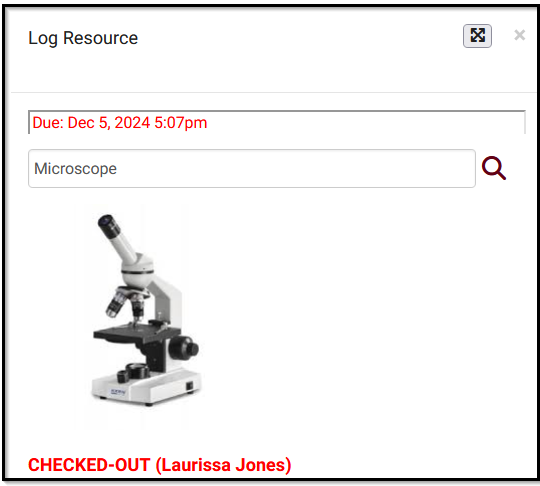 Log Resource
Due: Dec 5, 2024 5:07pm
Microscope
CHECKED-OUT (Laurissa Jones)